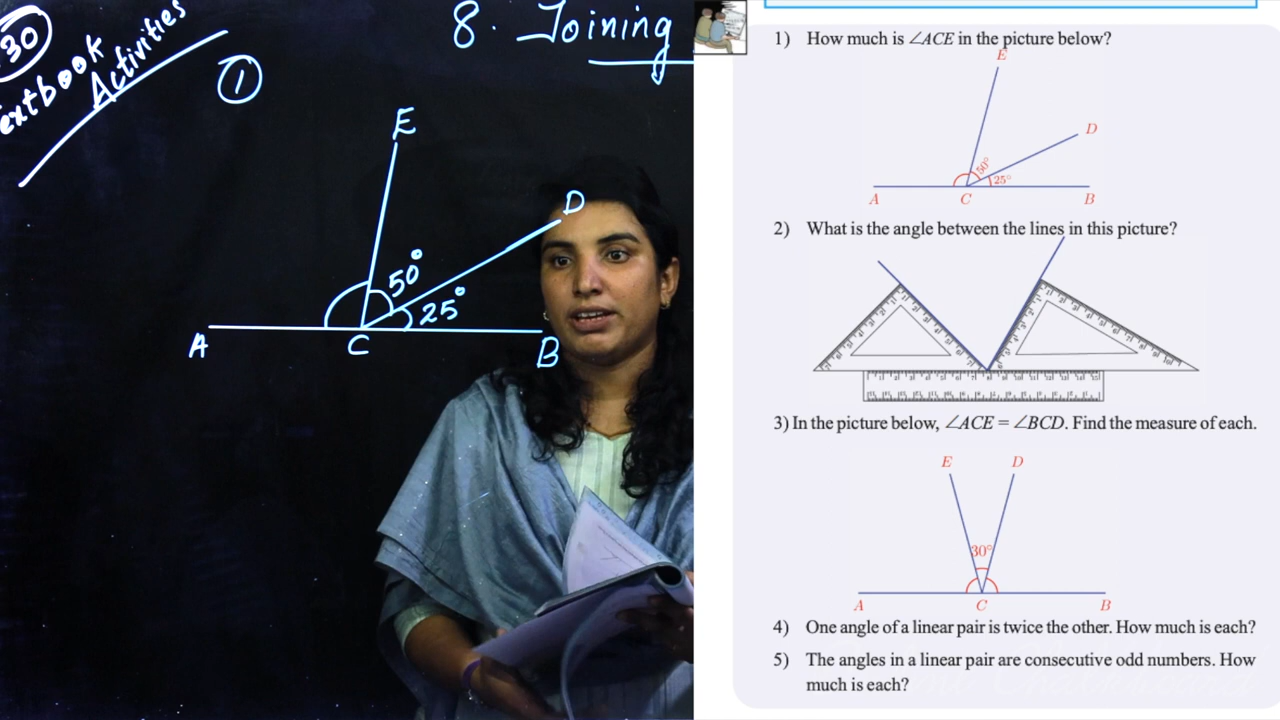 30
Textbook
Activities
8. Joining
①
E
D
50°
25°
A
C
B
1) How much is ∠ACE in the picture below?
E
D
50°
25°
A
C
B
2) What is the angle between the lines in this picture?
3) In the picture below, ∠ACE = ∠BCD. Find the measure of each.
E
D
30°
A
C
B
4) One angle of a linear pair is twice the other. How much is each?
5) The angles in a linear pair are consecutive odd numbers. How
much is each?